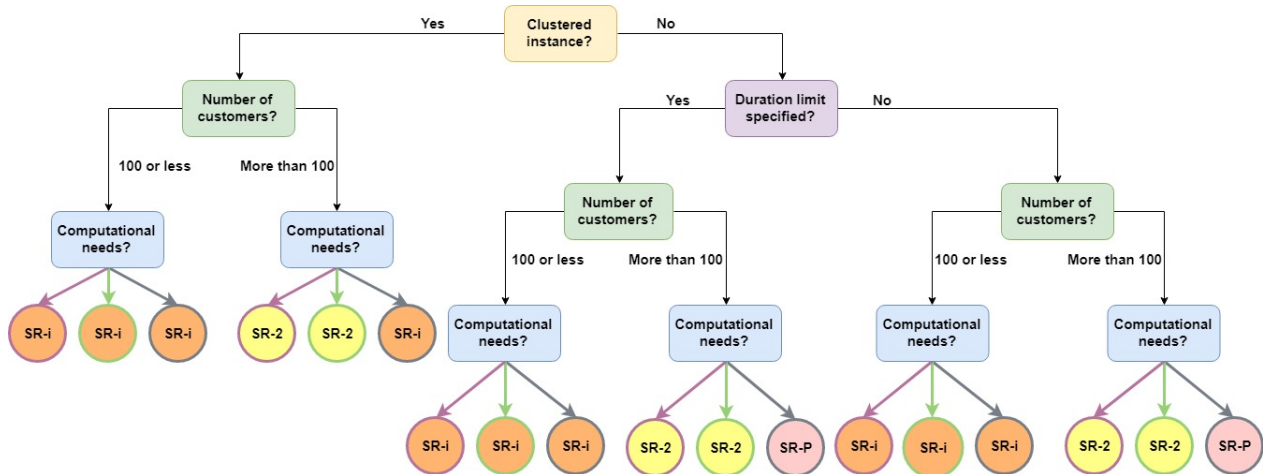 Clustered
instance?
Yes
No
Number of
customers?
Duration limit
specified?
Yes
No
100 or less
More than 100
Number of
customers?
Number of
customers?
Computational
needs?
Computational
needs?
100 or less
More than 100
100 or less
More than 100
SR-i
SR-i
SR-i
SR-2
SR-2
SR-i
Computational
needs?
Computational
needs?
Computational
needs?
Computational
needs?
SR-i
SR-i
SR-i
SR-2
SR-2
SR-P
SR-i
SR-i
SR-i
SR-2
SR-2
SR-P